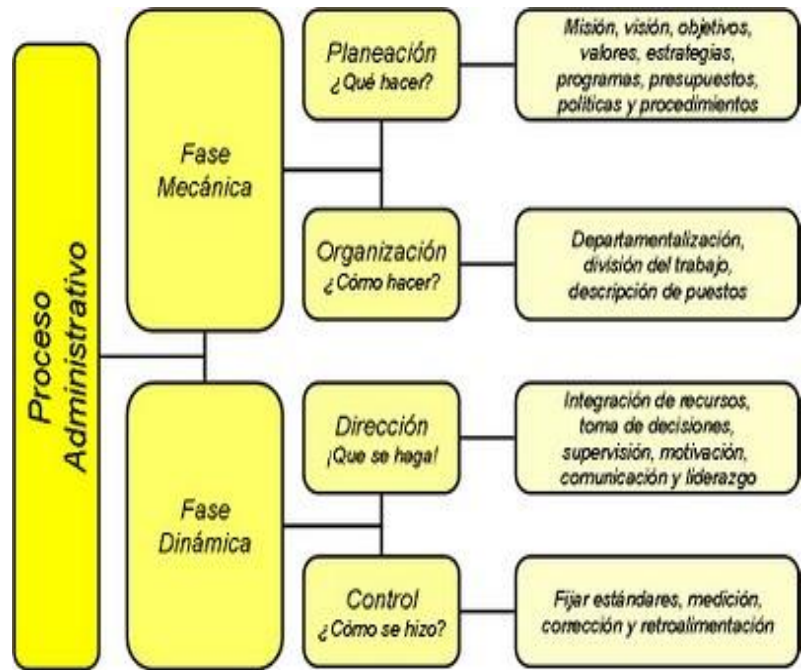 Proceso
Administrativo
Fase
Mecánica
Planeación
¿Qué hacer?
Misión, visión, objetivos,
valores, estrategias,
programas, presupuestos,
políticas y procedimientos
Organización
¿Cómo hacer?
Departamentalización,
división del trabajo,
descripción de puestos
Fase
Dinámica
Dirección
¡Que se haga!
Integración de recursos,
toma de decisiones,
supervisión, motivación,
comunicación y liderazgo
Control
¿Cómo se hizo?
Fijar estándares, medición,
corrección y retroalimentación